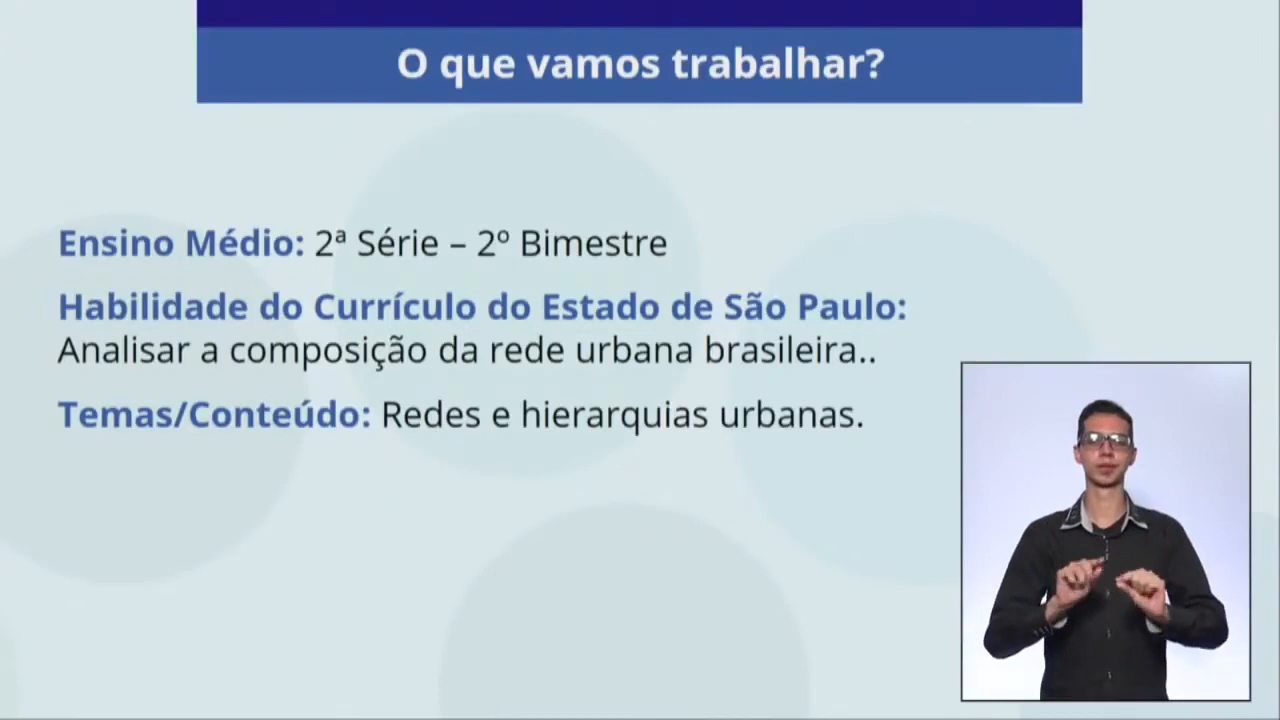 O que vamos trabalhar?
Ensino Médio: 2ª Série – 2º Bimestre
Habilidade do Currículo do Estado de São Paulo:
Analisar a composição da rede urbana brasileira..
Temas/Conteúdo: Redes e hierarquias urbanas.